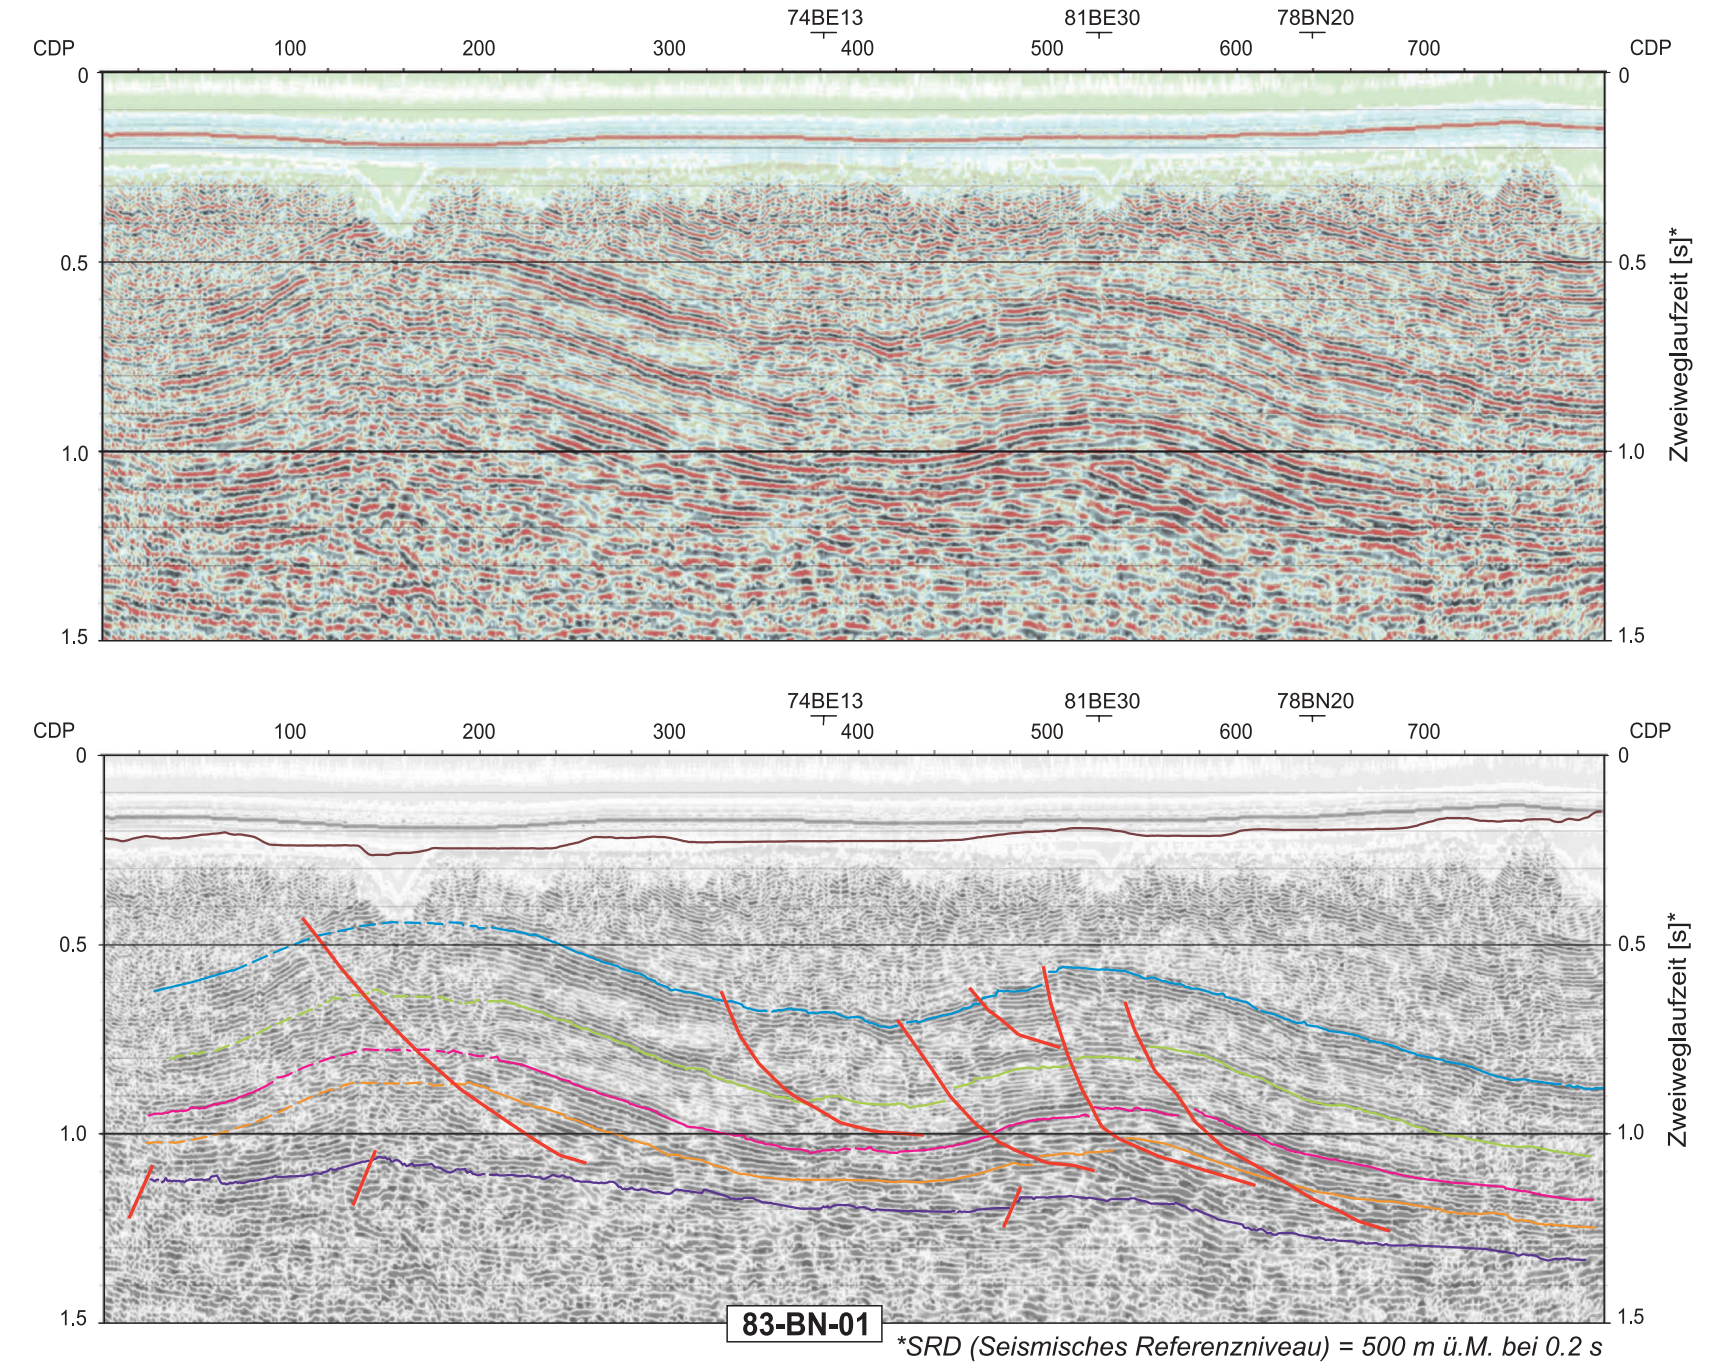 74BE13 81BE30 78BN20
CDP 100 200 300 400 500 600 700 CDP
0 0
0.5 0.5
1.0 1.0
1.5 1.5
Zweiweglaufzeit [s]*
74BE13 81BE30 78BN20
CDP 100 200 300 400 500 600 700 CDP
0 0
0.5 0.5
1.0 1.0
1.5 1.5
Zweiweglaufzeit [s]*
83-BN-01
*SRD (Seismisches Referenzniveau) = 500 m ü.M. bei 0.2 s